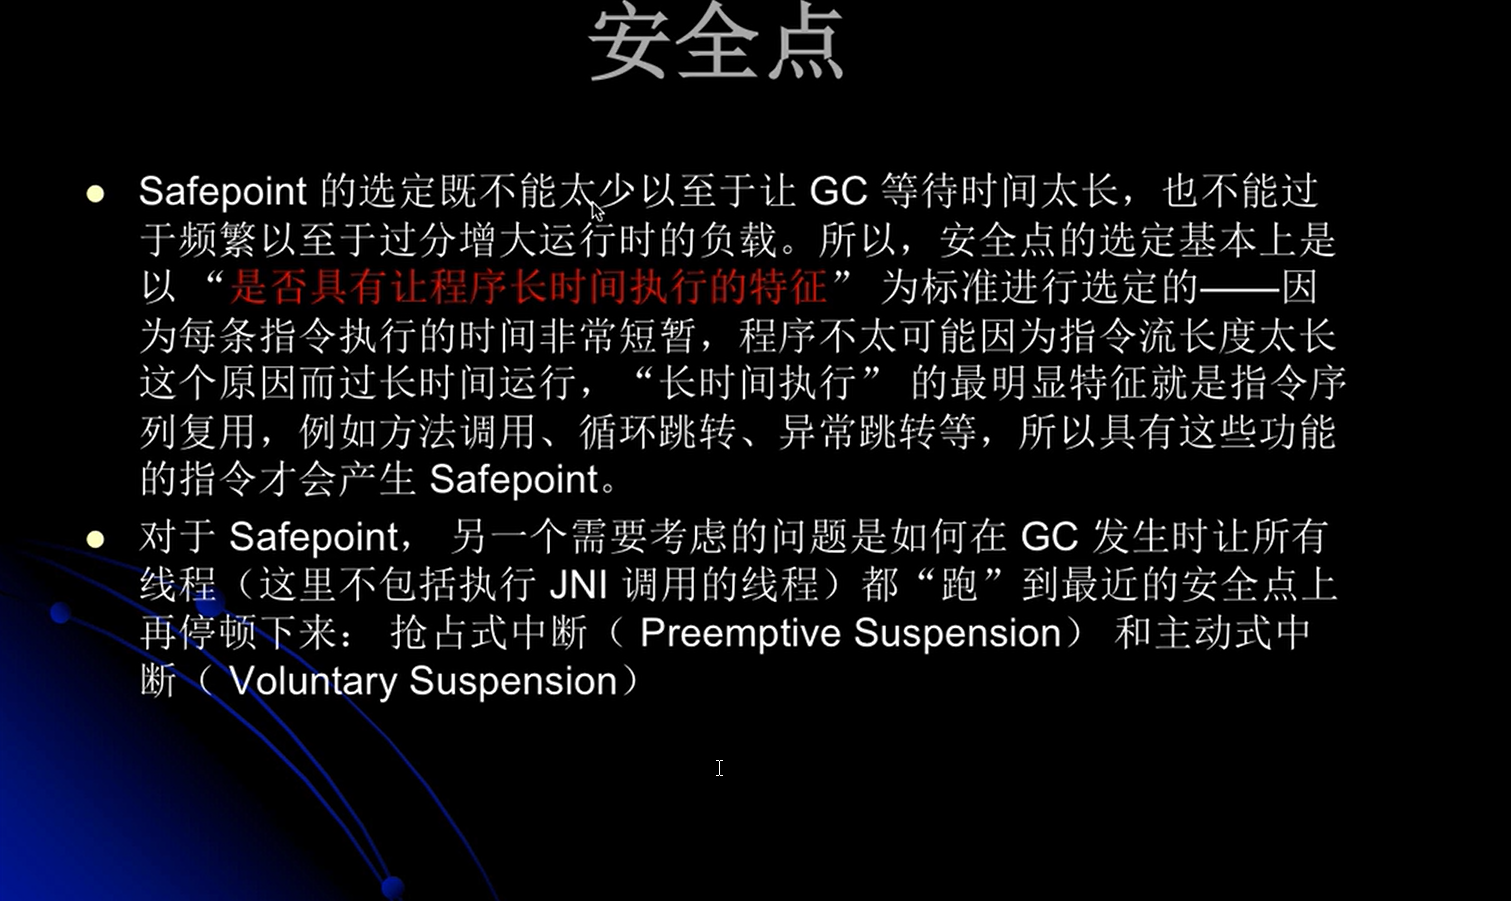 安全点
Safepoint 的选定既不能太少以至于让 GC 等待时间太长，也不能过
于频繁以至于过分增大运行时的负载。所以，安全点的选定基本上是
以 “是否具有让程序长时间执行的特征” 为标准进行选定的——因
为每条指令执行的时间非常短暂，程序不太可能因为指令流长度太长
这个原因而过长时间运行，“长时间执行” 的最明显特征就是指令序
列复用，例如方法调用、循环跳转、异常跳转等，所以具有这些功能
的指令才会产生 Safepoint。
对于 Safepoint， 另一个需要考虑的问题是如何在 GC 发生时让所有
线程（这里不包括执行 JNI 调用的线程）都 “跑” 到最近的安全点上
再停顿下来： 抢占式中断（ Preemptive Suspension） 和主动式中
断（ Voluntary Suspension）